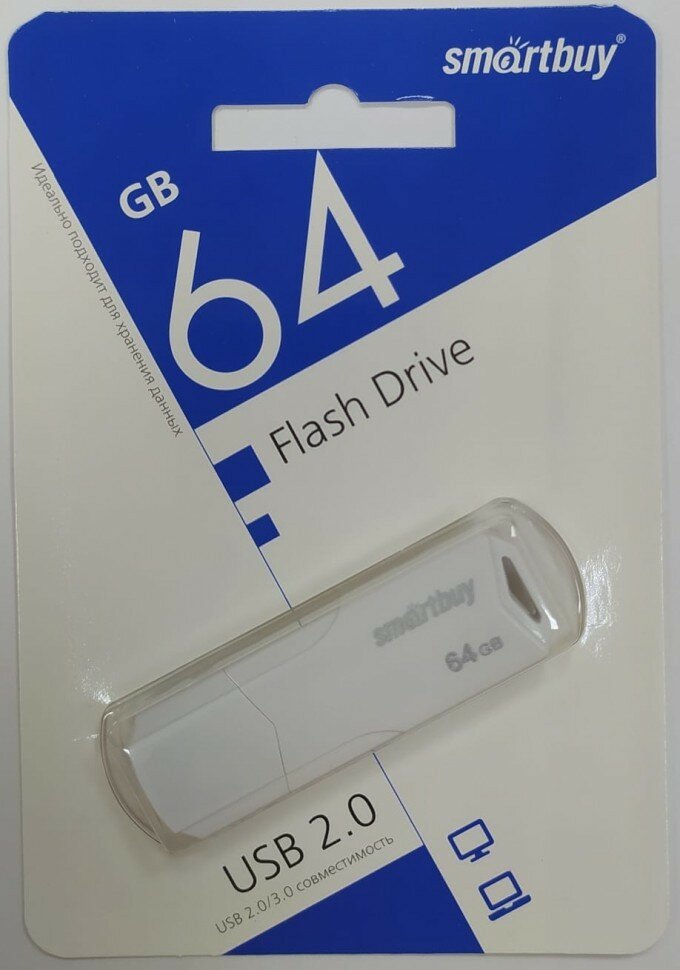 smartbuy®
GB
64
Идеально подходит для хранения данных
Flash Drive
smartbuy
64 GB
USB 2.0
USB 2.0/3.0 совместимость